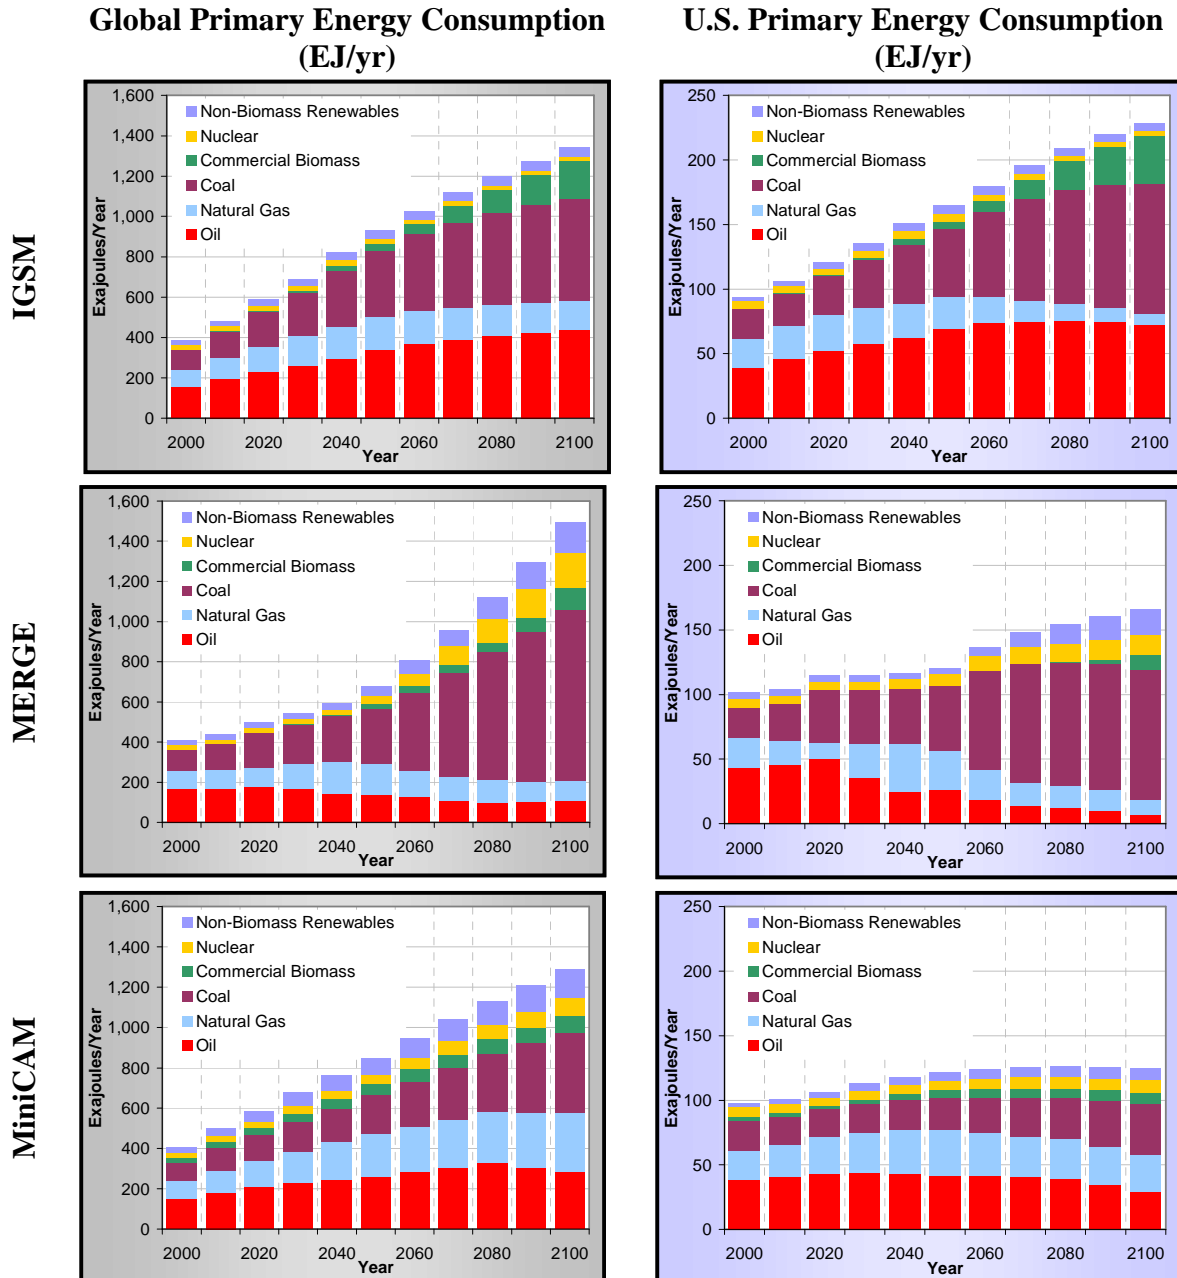 Global Primary Energy Consumption
(EJ/yr)
U.S. Primary Energy Consumption
(EJ/yr)
IGSM
1,600
1,400
1,200
1,000
800
600
400
200
0
Exajoules/Year
Non-Biomass Renewables
Nuclear
Commercial Biomass
Coal
Natural Gas
Oil
2000 2020 2040 2060 2080 2100
Year
250
200
150
100
50
0
Exajoules/Year
Non-Biomass Renewables
Nuclear
Commercial Biomass
Coal
Natural Gas
Oil
2000 2020 2040 2060 2080 2100
Year
MERGE
1,600
1,400
1,200
1,000
800
600
400
200
0
Exajoules/Year
Non-Biomass Renewables
Nuclear
Commercial Biomass
Coal
Natural Gas
Oil
2000 2020 2040 2060 2080 2100
Year
250
200
150
100
50
0
Exajoules/Year
Non-Biomass Renewables
Nuclear
Commercial Biomass
Coal
Natural Gas
Oil
2000 2020 2040 2060 2080 2100
Year
MiniCAM
1,600
1,400
1,200
1,000
800
600
400
200
0
Exajoules/Year
Non-Biomass Renewables
Nuclear
Commercial Biomass
Coal
Natural Gas
Oil
2000 2020 2040 2060 2080 2100
Year
250
200
150
100
50
0
Exajoules/Year
Non-Biomass Renewables
Nuclear
Commercial Biomass
Coal
Natural Gas
Oil
2000 2020 2040 2060 2080 2100
Year